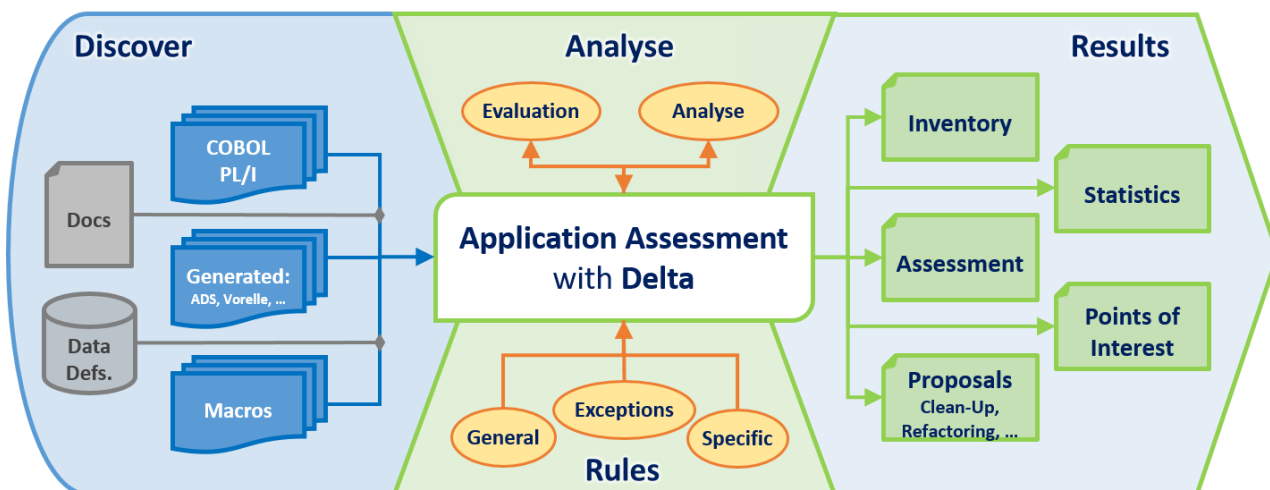 Discover
COBOL
PL/I
Docs
Generated:
ADS, Vorelle, ...
Data
Defs.
Macros
Analyse
Evaluation
Analyse
Application Assessment
with Delta
General
Exceptions
Specific
Rules
Results
Inventory
Statistics
Assessment
Points of
Interest
Proposals
Clean-Up,
Refactoring, ...